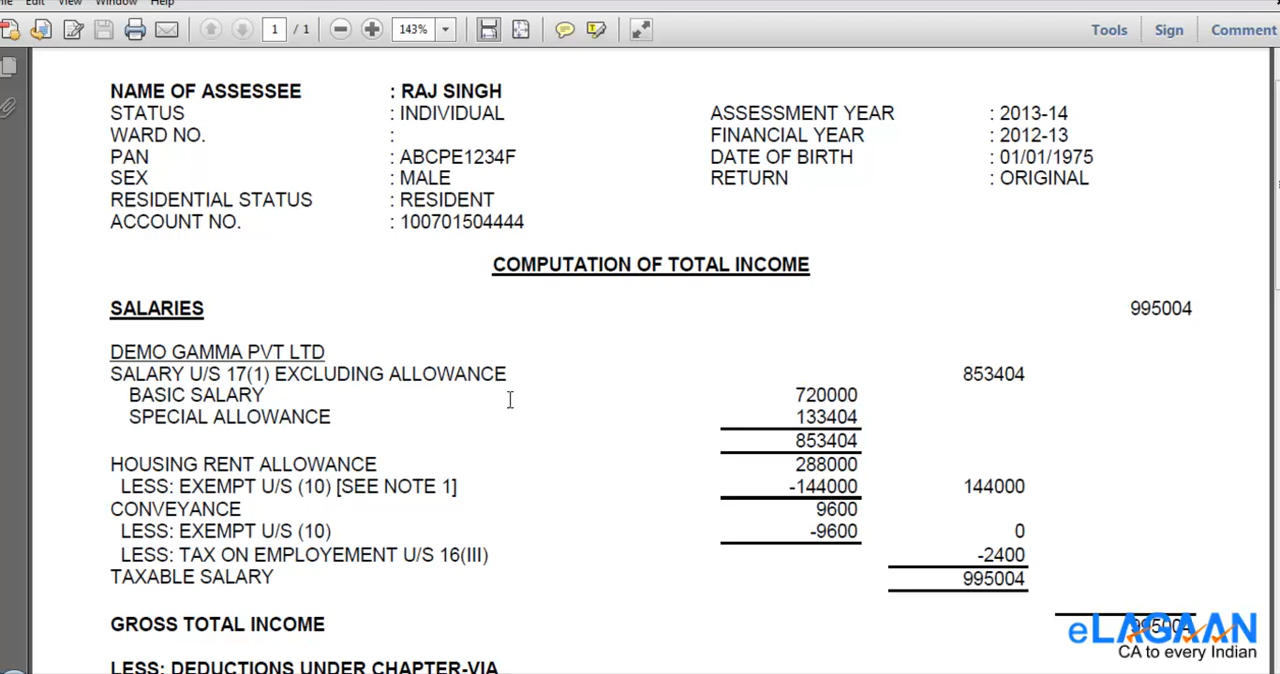 Edit View Window Help
1 / 1 143% Tools Sign Comment
NAME OF ASSESSEE : RAJ SINGH
STATUS : INDIVIDUAL ASSESSMENT YEAR : 2013-14
WARD NO. : FINANCIAL YEAR : 2012-13
PAN : ABCPE1234F DATE OF BIRTH : 01/01/1975
SEX : MALE RETURN : ORIGINAL
RESIDENTIAL STATUS : RESIDENT
ACCOUNT NO. : 100701504444
COMPUTATION OF TOTAL INCOME
SALARIES 995004
DEMO GAMMA PVT LTD
SALARY U/S 17(1) EXCLUDING ALLOWANCE 853404
BASIC SALARY 720000
SPECIAL ALLOWANCE 133404
853404
HOUSING RENT ALLOWANCE 288000
LESS: EXEMPT U/S (10) [SEE NOTE 1] -144000 144000
CONVEYANCE 9600
LESS: EXEMPT U/S (10) -9600 0
LESS: TAX ON EMPLOYEMENT U/S 16(III) -2400
TAXABLE SALARY 995004
GROSS TOTAL INCOME 995004
eLAGAAN
CA to every Indian
LESS: DEDUCTIONS UNDER CHAPTER-VIA